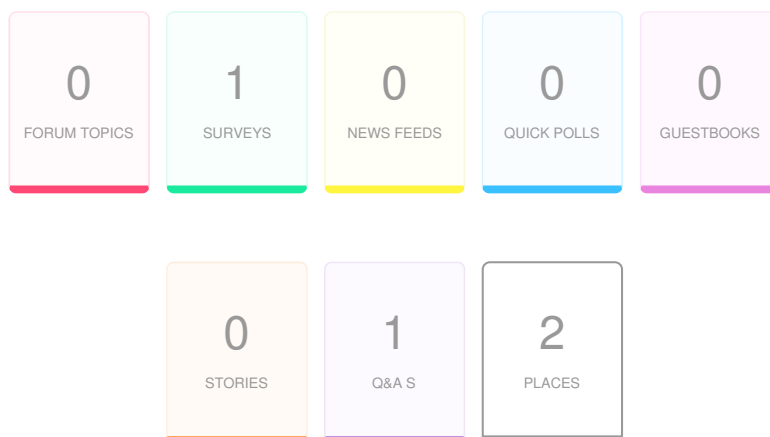 0 1 0 0 0
FORUM TOPICS SURVEYS NEWS FEEDS QUICK POLLS GUESTBOOKS
0 1 2
STORIES Q&A S PLACES